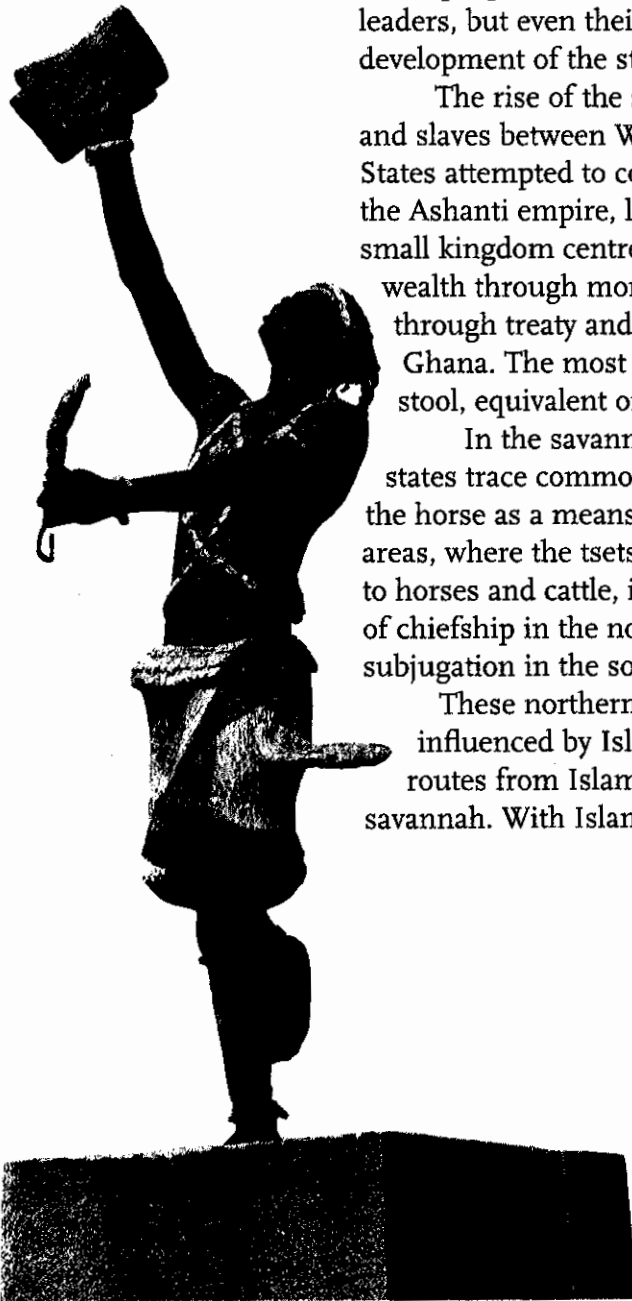 leaders, but even thei
development of the st
The rise of the
and slaves between W
States attempted to co
the Ashanti empire, l
small kingdom centre
wealth through mor
through treaty and
Ghana. The most
stool, equivalent o
In the savann
states trace commo
the horse as a means
areas, where the tsets
to horses and cattle, i
of chiefship in the no
subjugation in the so
These northern
influenced by Isl
routes from Islam
savannah. With Islam